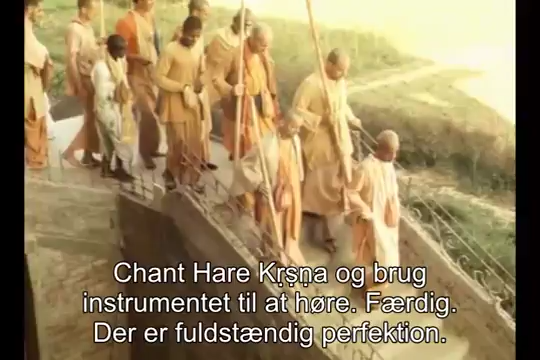 Chant Hare Kṛṣṇa og brug
instrumentet til at høre. Færdig.
Der er fuldstændig perfektion.